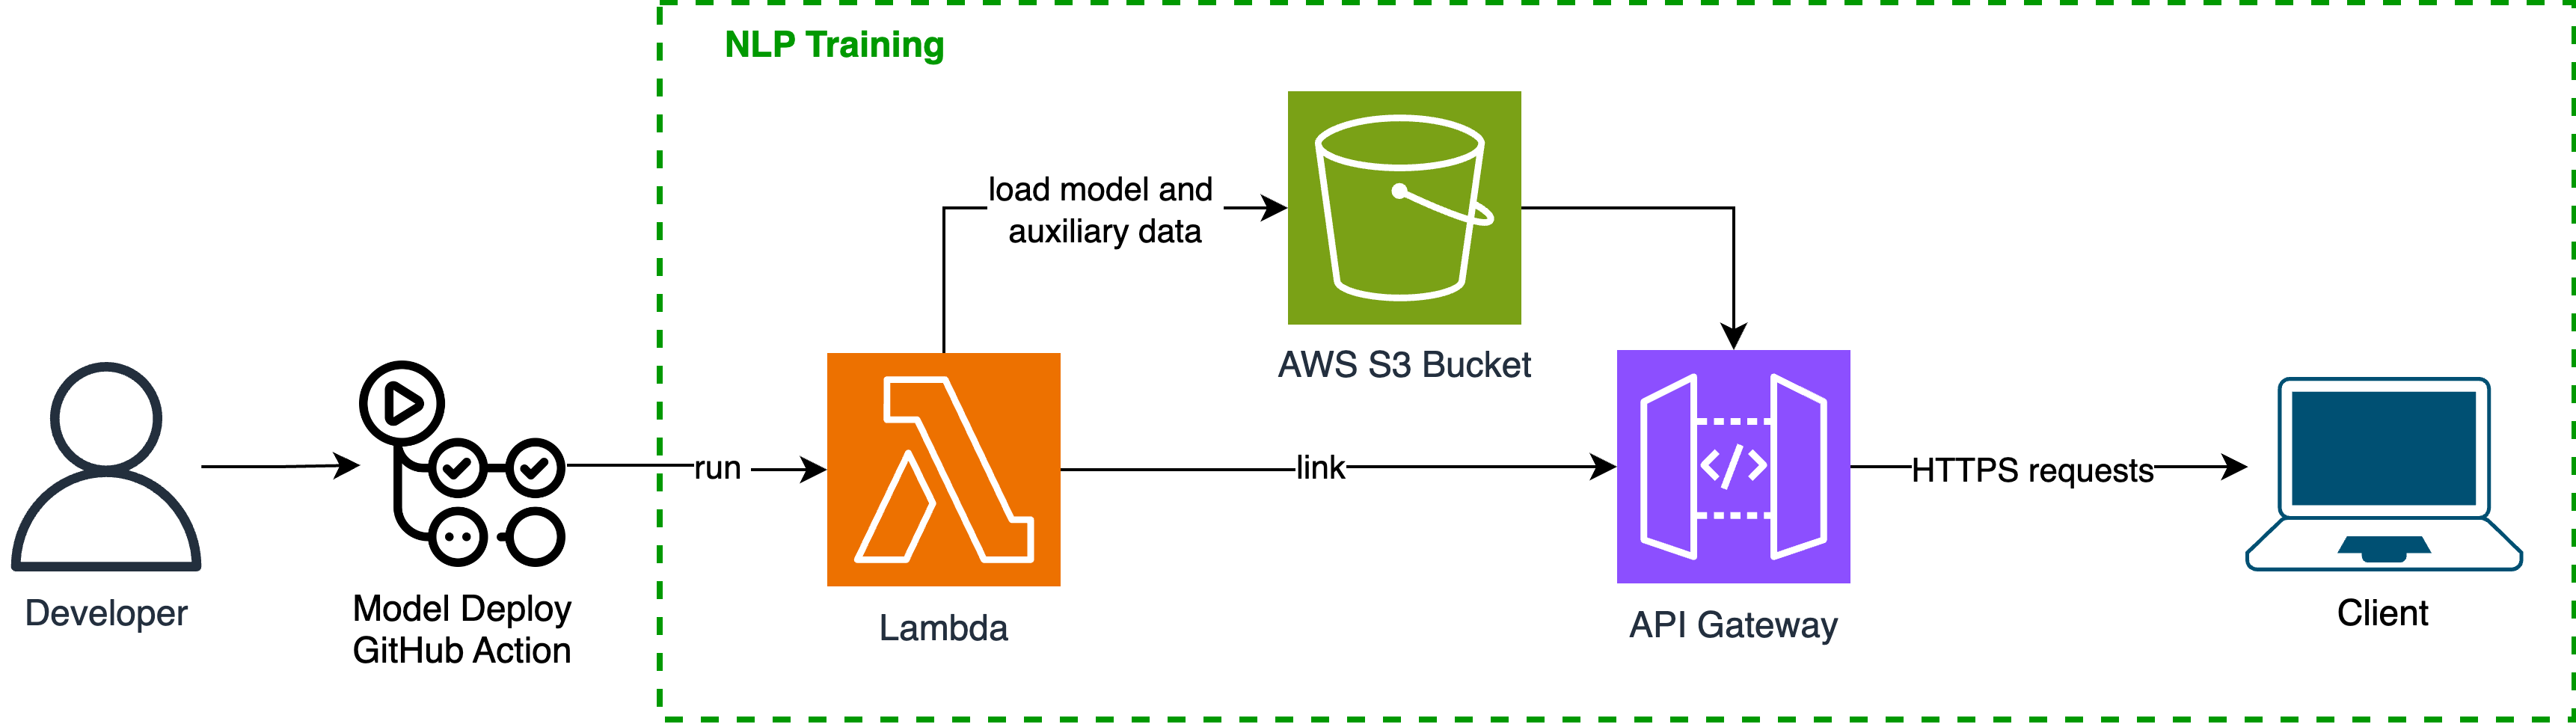 NLP Training
load model and
auxiliary data
AWS S3 Bucket
run
link
HTTPS requests
Developer
Model Deploy
GitHub Action
Lambda
API Gateway
Client